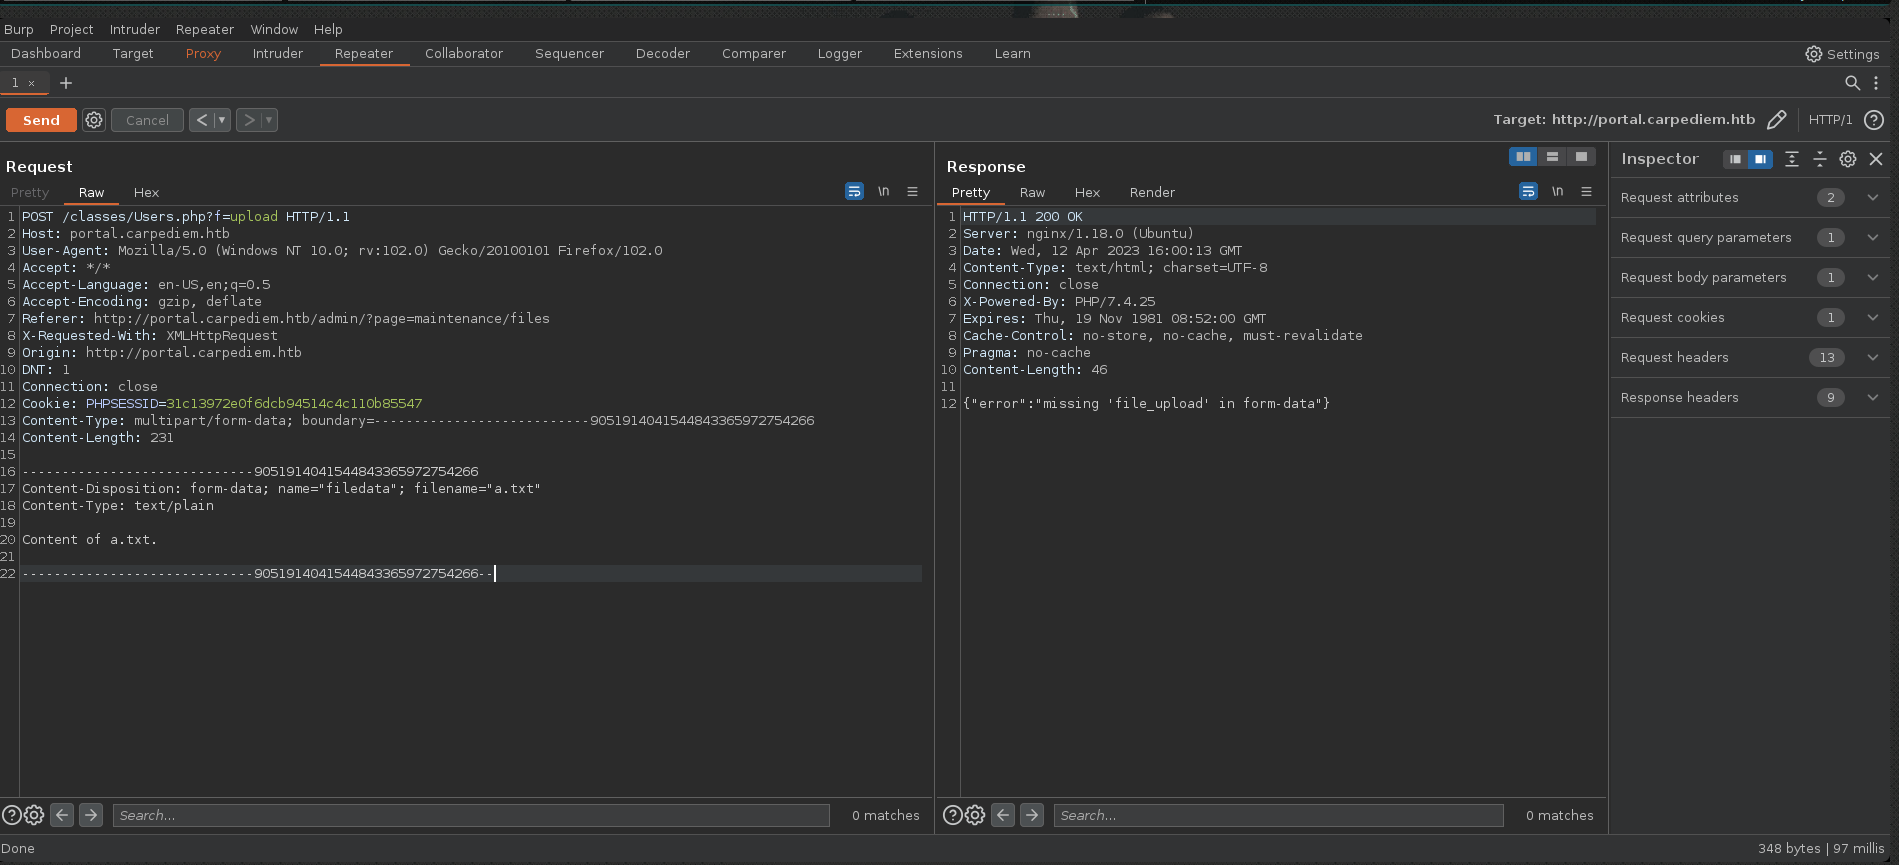 Burp Project Intruder Repeater Window Help
Dashboard Target Proxy Intruder Repeater Collaborator Sequencer Decoder Comparer Logger Extensions Learn Settings
1 × +
Send Cancel < > Target: http://portal.carpediem.htb HTTP/1 ?
Request
Pretty Raw Hex \n
1 POST /classes/Users.php?f=upload HTTP/1.1
2 Host: portal.carpediem.htb
3 User-Agent: Mozilla/5.0 (Windows NT 10.0; rv:102.0) Gecko/20100101 Firefox/102.0
4 Accept: */*
5 Accept-Language: en-US,en;q=0.5
6 Accept-Encoding: gzip, deflate
7 Referer: http://portal.carpediem.htb/admin/?page=maintenance/files
8 X-Requested-With: XMLHttpRequest
9 Origin: http://portal.carpediem.htb
10 DNT: 1
11 Connection: close
12 Cookie: PHPSESSID=31c13972e0f6dcb94514c4c110b85547
13 Content-Type: multipart/form-data; boundary=---------------------------9051914041544843365972754266
14 Content-Length: 231
15
16 -----------------------------9051914041544843365972754266
17 Content-Disposition: form-data; name="filedata"; filename="a.txt"
18 Content-Type: text/plain
19
20 Content of a.txt.
21
22 -----------------------------9051914041544843365972754266--
? Search... 0 matches
Response
Pretty Raw Hex Render \n
1 HTTP/1.1 200 OK
2 Server: nginx/1.18.0 (Ubuntu)
3 Date: Wed, 12 Apr 2023 16:00:13 GMT
4 Content-Type: text/html; charset=UTF-8
5 Connection: close
6 X-Powered-By: PHP/7.4.25
7 Expires: Thu, 19 Nov 1981 08:52:00 GMT
8 Cache-Control: no-store, no-cache, must-revalidate
9 Pragma: no-cache
10 Content-Length: 46
11
12 {"error":"missing 'file_upload' in form-data"}
? Search... 0 matches
Inspector
Request attributes 2
Request query parameters 1
Request body parameters 1
Request cookies 1
Request headers 13
Response headers 9
Done 348 bytes | 97 millis